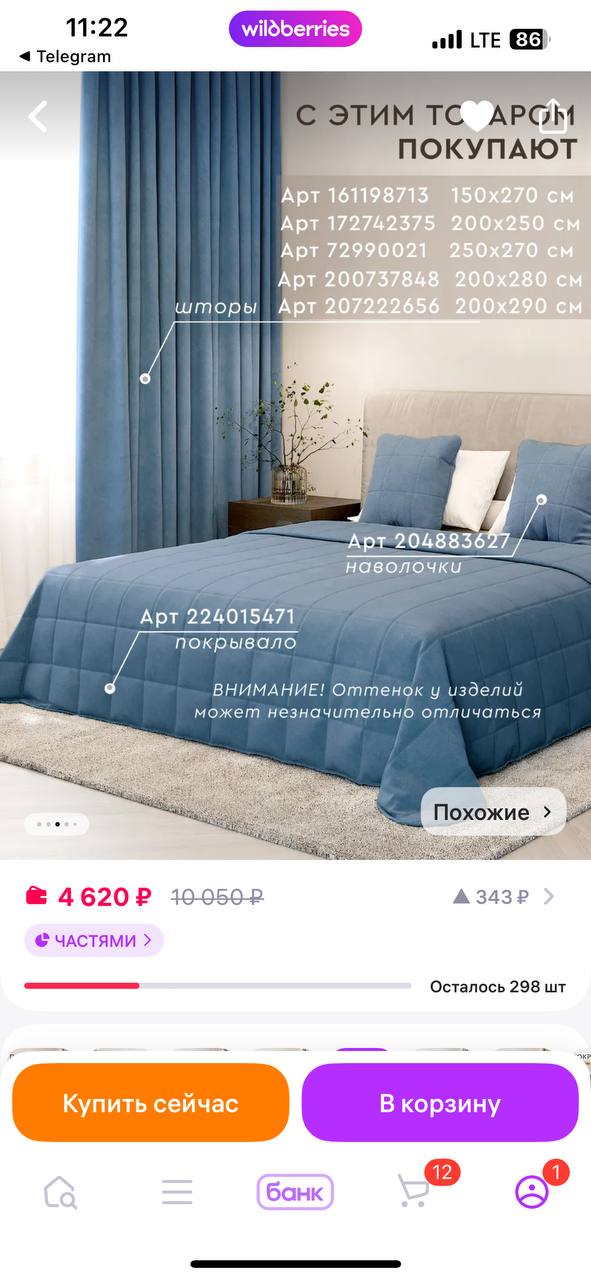 11:22
wildberries
LTE 86
◀ Telegram
С ЭТИМ ТОВАРОМ
ПОКУПАЮТ
Арт 161198713 150x270 см
Арт 172742375 200x250 см
Арт 72990021 250x270 см
Арт 200737848 200x280 см
шторы Арт 207222656 200x290 см
Арт 204883627
наволочки
Арт 224015471
покрывало
ВНИМАНИЕ! Оттенок у изделий
может незначительно отличаться
Похожие
4 620 ₽ 10 050 ₽ 343 ₽
ЧАСТЯМИ
Осталось 298 шт
Купить сейчас В корзину
банк 12 1